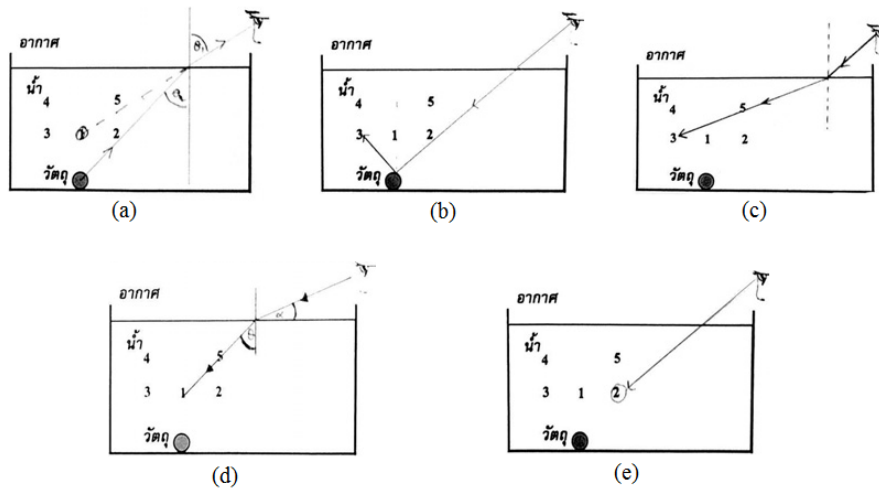 อากาศ
θ₁
น้ำ
4 5
3 1 2
วัตถุ
(a)
อากาศ
น้ำ
4 5
3 1 2
วัตถุ
(b)
อากาศ
น้ำ
4 5
3 1 2
วัตถุ
(c)
อากาศ
น้ำ
4 5
3 1 2
วัตถุ
(d)
อากาศ
น้ำ
4 5
3 1 2
วัตถุ
(e)